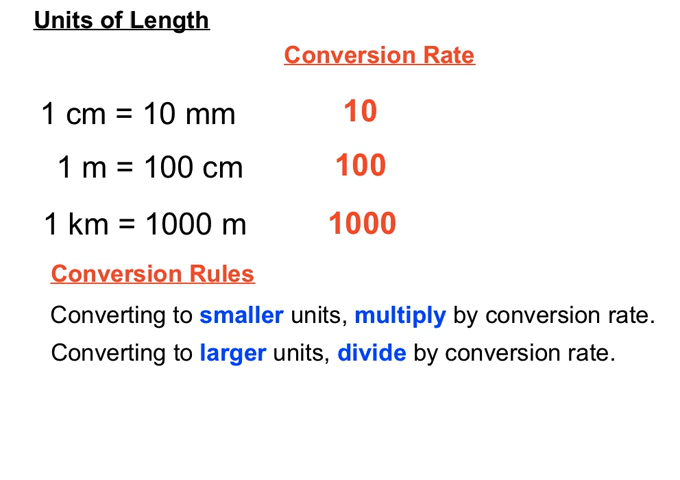 Units of Length
Conversion Rate
1 cm = 10 mm 10
1 m = 100 cm 100
1 km = 1000 m 1000
Conversion Rules
Converting to smaller units, multiply by conversion rate.
Converting to larger units, divide by conversion rate.